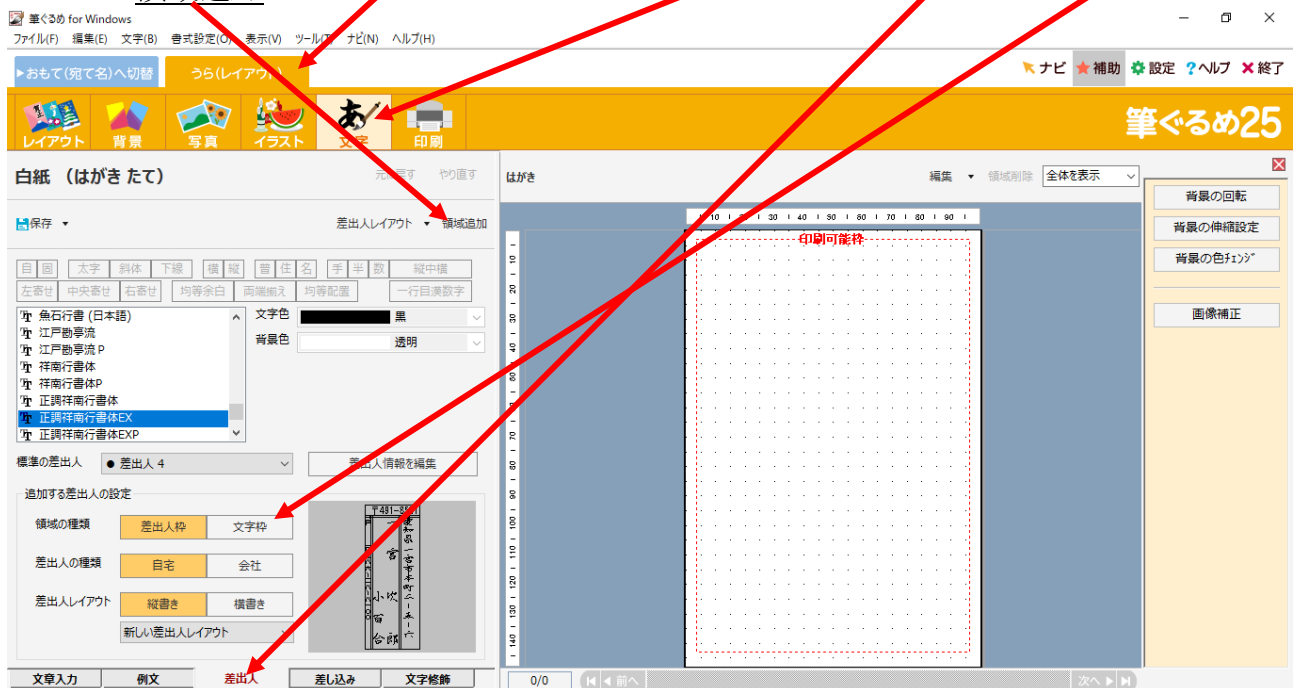 筆ぐるめ for Windows
ファイル(F) 編集(E) 文字(B) 書式設定(O) 表示(V) ツール(T) ナビ(N) ヘルプ(H)
▶おもて(宛て名)へ切替 うら(レイアウト) ナビ 補助 設定 ?ヘルプ ×終了
レイアウト 背景 写真 イラスト 文字 印刷 筆ぐるめ25
白紙 (はがき たて) 元に戻す やり直す
はがき 編集 ▼ 領域削除 全体を表示
保存 ▼ 差出人レイアウト ▼ 領域追加
自 固 太字 斜体 下線 横 縦 普 住 名 手 半 数 縦中横
左寄せ 中央寄せ 右寄せ 均等余白 両端揃え 均等配置 一行目漢数字
魚石行書 (日本語)
江戸勘亭流
江戸勘亭流 P
祥南行書体
祥南行書体P
正調祥南行書体
正調祥南行書体EX
正調祥南行書体EXP
文字色 黒
背景色 透明
標準の差出人 ● 差出人 4 差出人情報を編集
追加する差出人の設定
領域の種類 差出人枠 文字枠
差出人の種類 自宅 会社
差出人レイアウト 縦書き 横書き
新しい差出人レイアウト
文章入力 例文 差出人 差し込み 文字修飾
10 20 30 40 50 60 70 80 90
印刷可能枠
10
20
30
40
50
60
70
80
90
100
110
120
130
140
0/0 前へ 次へ
背景の回転
背景の伸縮設定
背景の色チェンジ
画像補正